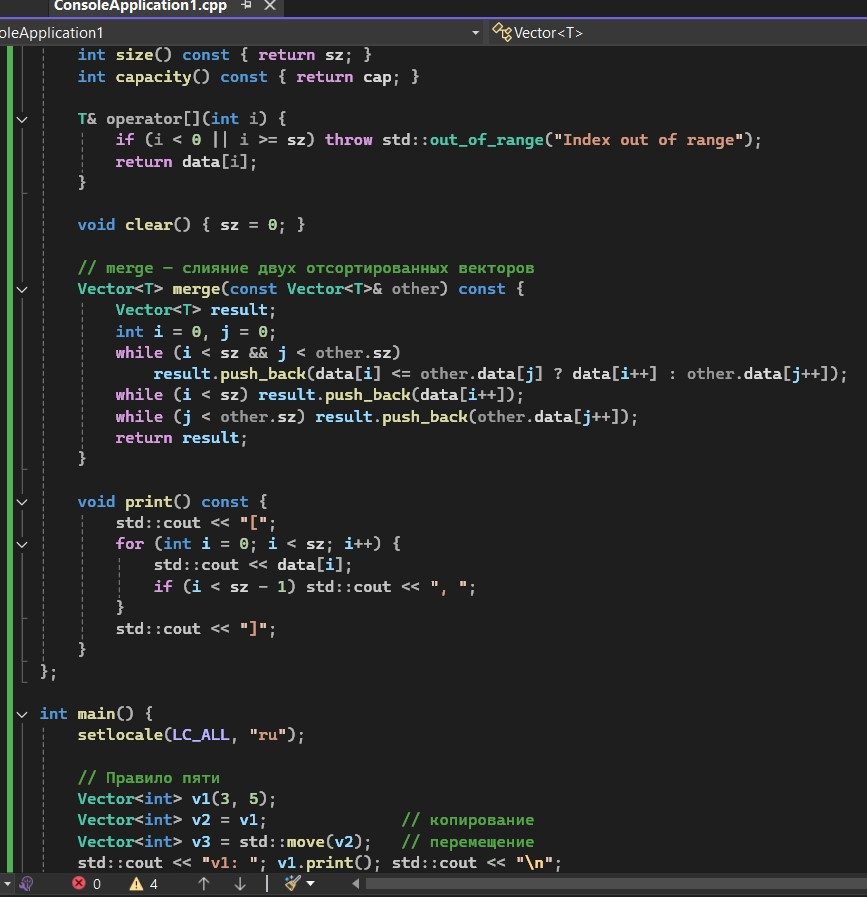 ConsoleApplication1.cpp
oleApplication1
Vector<T>
int size() const { return sz; }
int capacity() const { return cap; }
T& operator[](int i) {
if (i < 0 || i >= sz) throw std::out_of_range("Index out of range");
return data[i];
}
void clear() { sz = 0; }
// merge — слияние двух отсортированных векторов
Vector<T> merge(const Vector<T>& other) const {
Vector<T> result;
int i = 0, j = 0;
while (i < sz && j < other.sz)
result.push_back(data[i] <= other.data[j] ? data[i++] : other.data[j++]);
while (i < sz) result.push_back(data[i++]);
while (j < other.sz) result.push_back(other.data[j++]);
return result;
}
void print() const {
std::cout << "[";
for (int i = 0; i < sz; i++) {
std::cout << data[i];
if (i < sz - 1) std::cout << ", ";
}
std::cout << "]";
}
};
int main() {
setlocale(LC_ALL, "ru");
// Правило пяти
Vector<int> v1(3, 5);
Vector<int> v2 = v1; // копирование
Vector<int> v3 = std::move(v2); // перемещение
std::cout << "v1: "; v1.print(); std::cout << "\n";
0 4